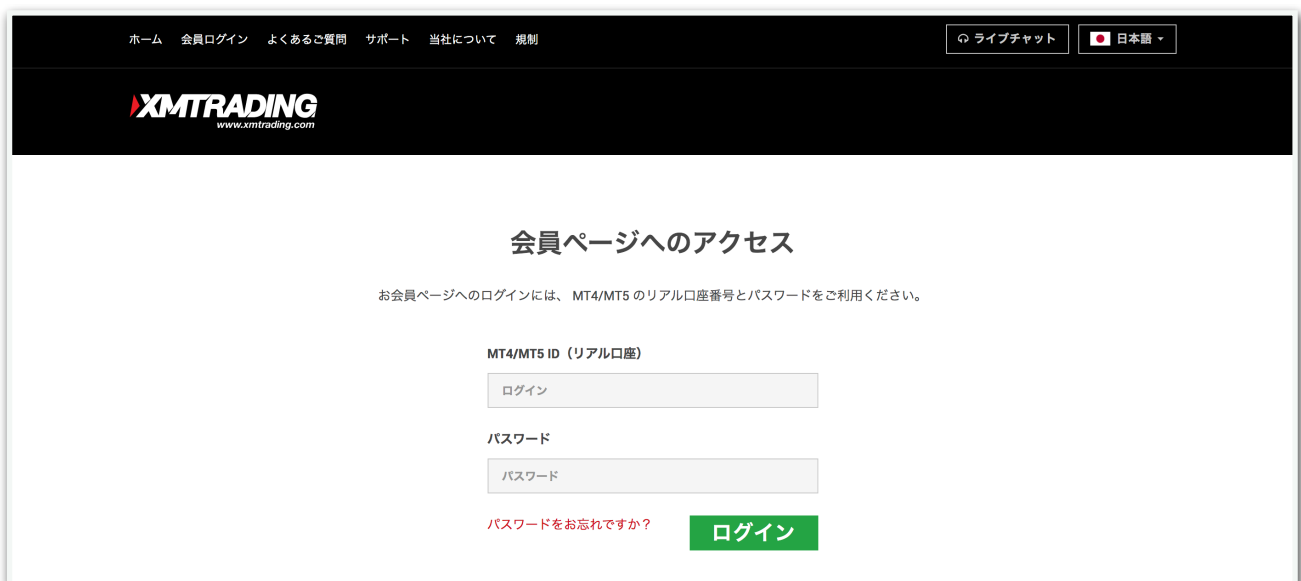 ホーム 会員ログイン よくあるご質問 サポート 当社について 規制 ライブチャット 日本語
XMTRADING
www.xmtrading.com
会員ページへのアクセス
お会員ページへのログインには、 MT4/MT5 のリアル口座番号とパスワードをご利用ください。
MT4/MT5 ID（リアル口座）
ログイン
パスワード
パスワード
パスワードをお忘れですか？ ログイン